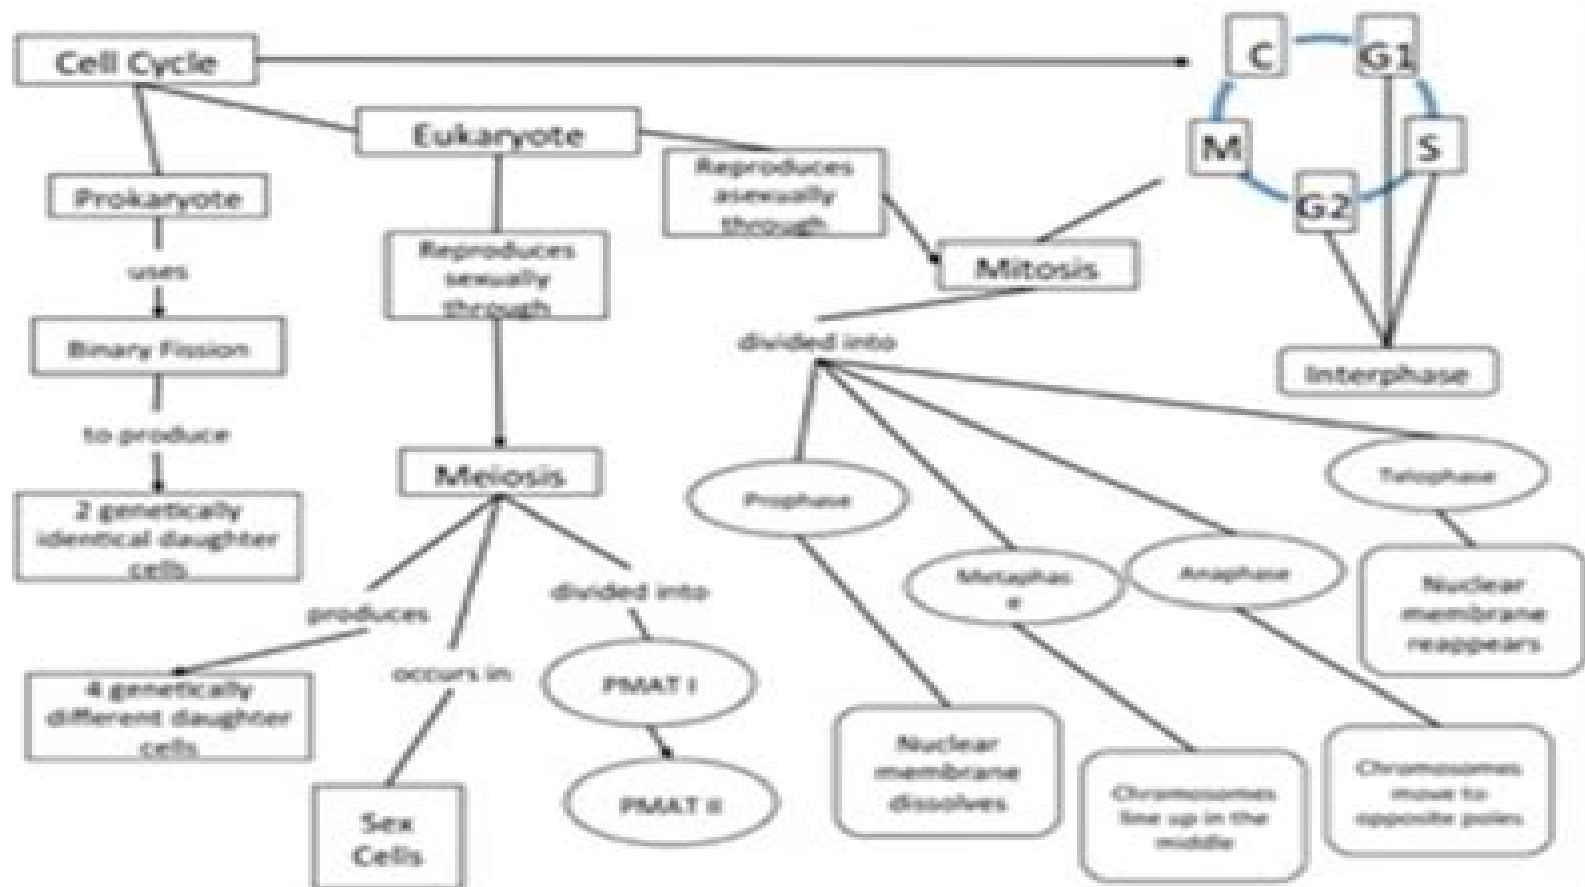 Cell Cycle
C
G1
Eukaryote
M
S
Prokaryote
Reproduces
asexually
through
G2
uses
Reproduces
sexually
through
Mitosis
Binary Fission
divided into
Interphase
to produce
Meiosis
Prophase
Telophase
2 genetically
identical daughter
cells
Metaphas
e
Anaphase
Nuclear
membrane
reappears
produces
divided into
occurs in
PMAT I
4 genetically
different daughter
cells
Nuclear
membrane
dissolves
Chromosomes
move to
opposite poles
PMAT II
Chromosomes
line up in the
middle
Sex
Cells